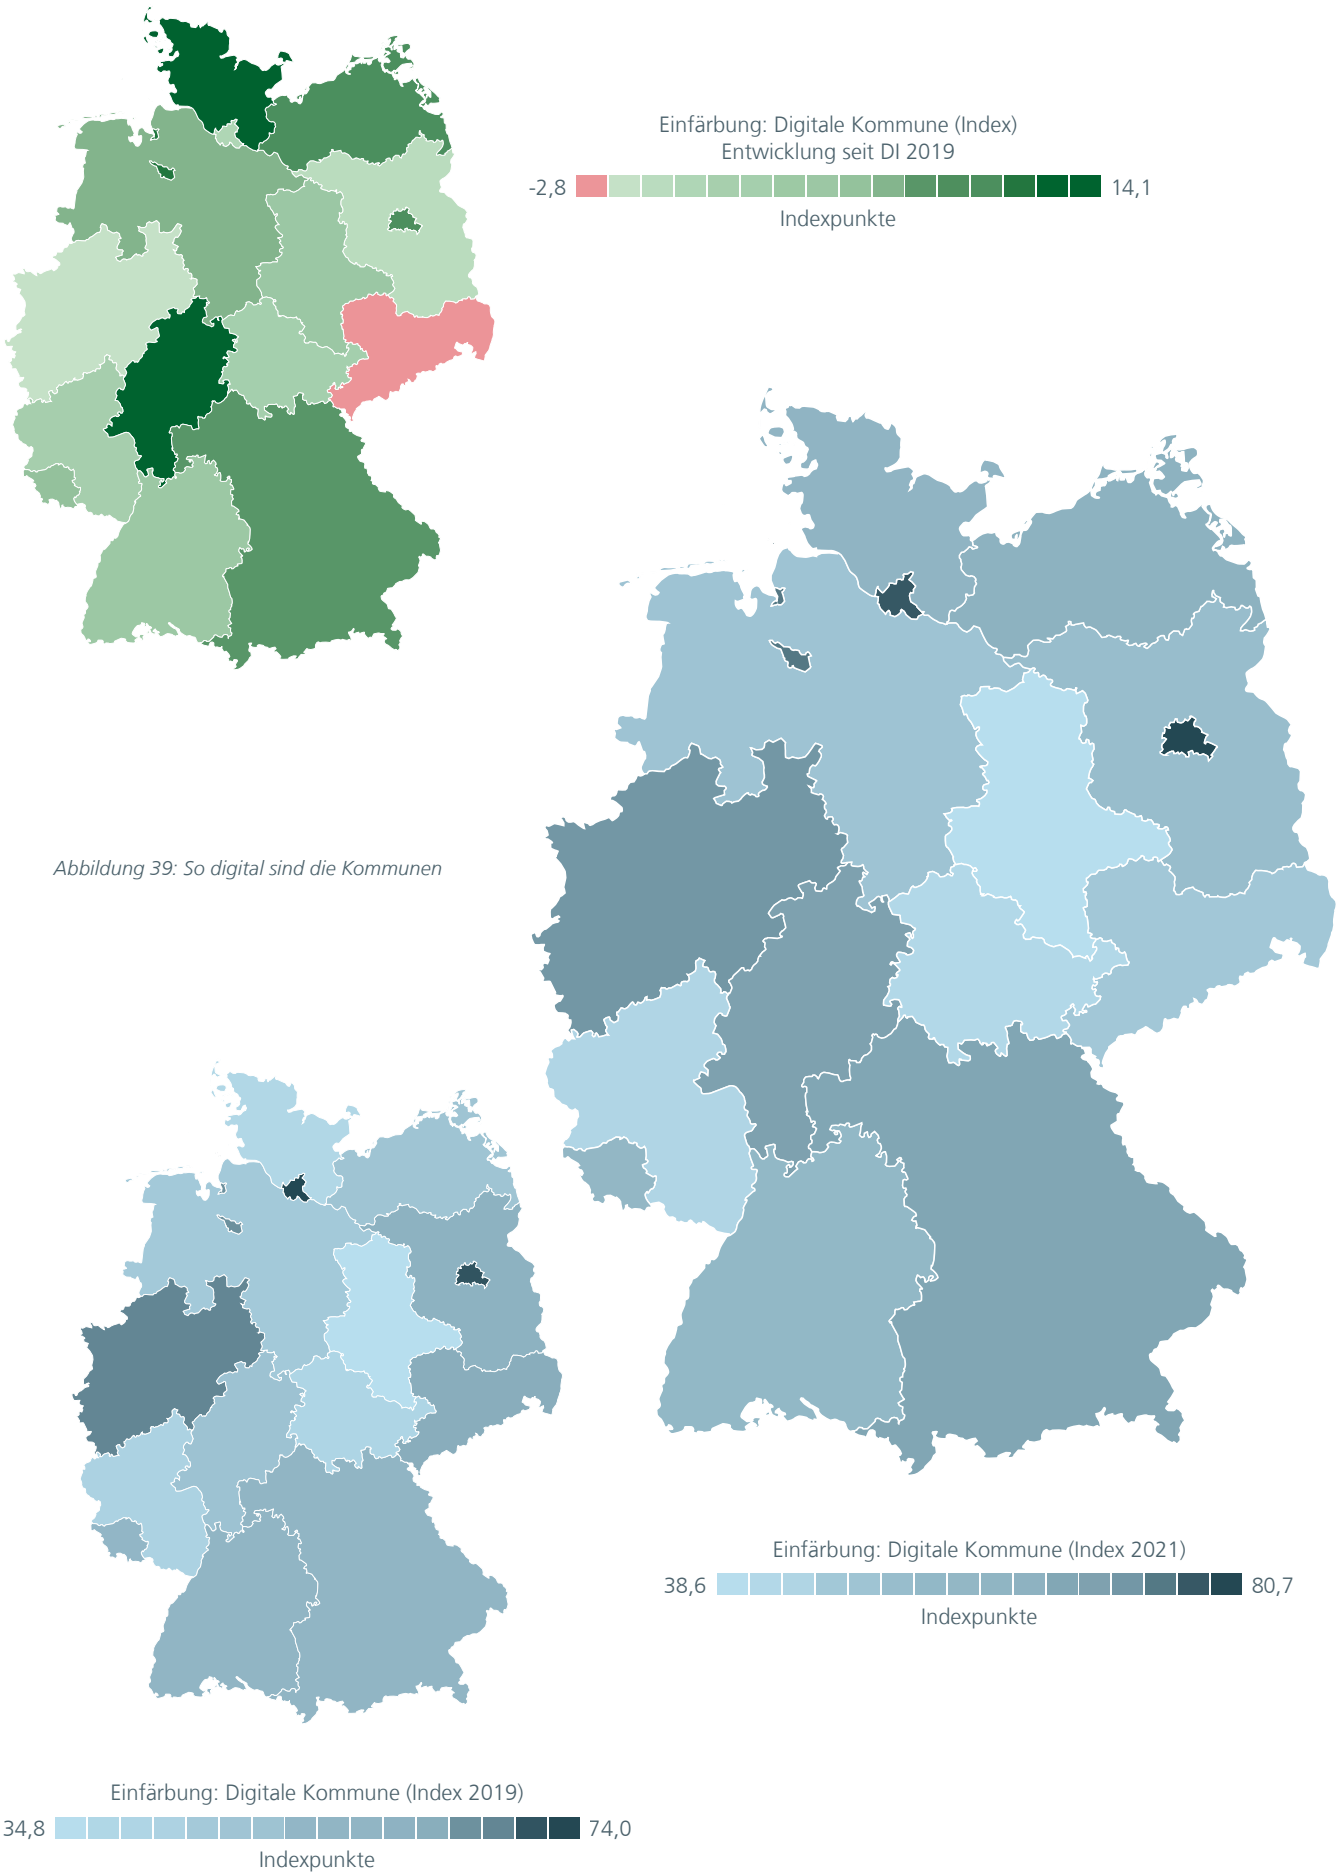 Einfärbung: Digitale Kommune (Index)
Entwicklung seit DI 2019
-2,8
14,1
Indexpunkte
Abbildung 39: So digital sind die Kommunen
Einfärbung: Digitale Kommune (Index 2021)
38,6
80,7
Indexpunkte
Einfärbung: Digitale Kommune (Index 2019)
34,8
74,0
Indexpunkte